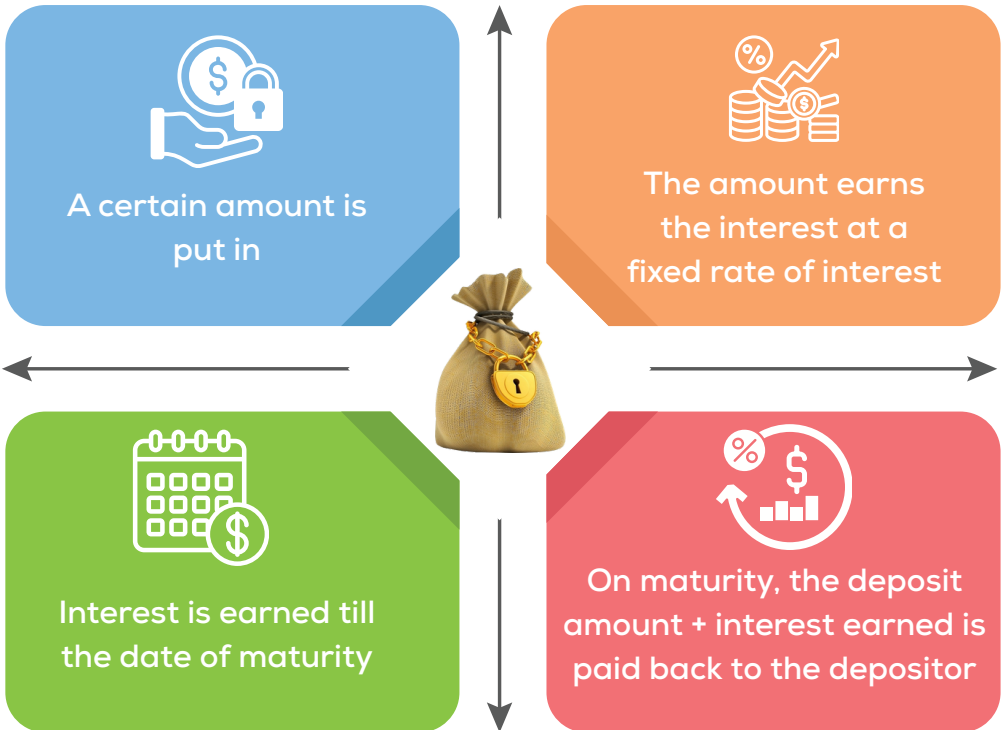 A certain amount is
put in
The amount earns
the interest at a
fixed rate of interest
Interest is earned till
the date of maturity
On maturity, the deposit
amount + interest earned is
paid back to the depositor